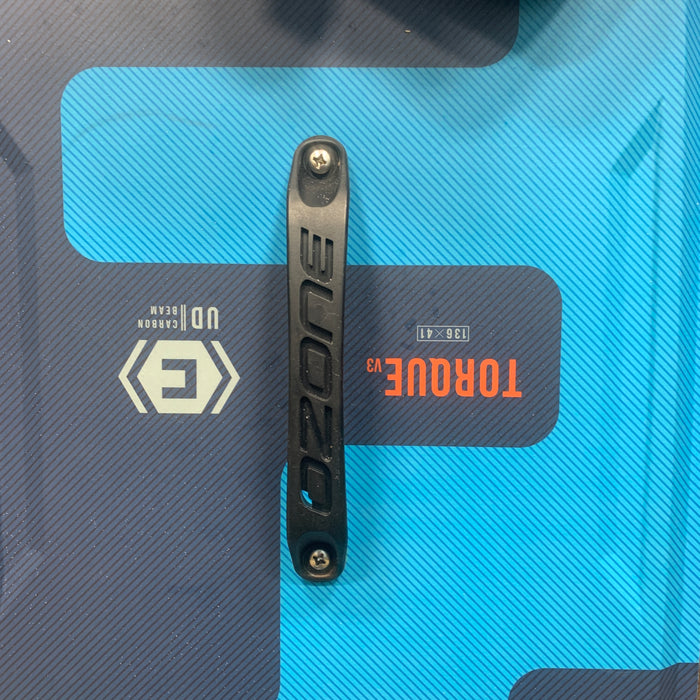 TORQUE V3
136×41
OZONE
E
UD
CARBON
BEAM